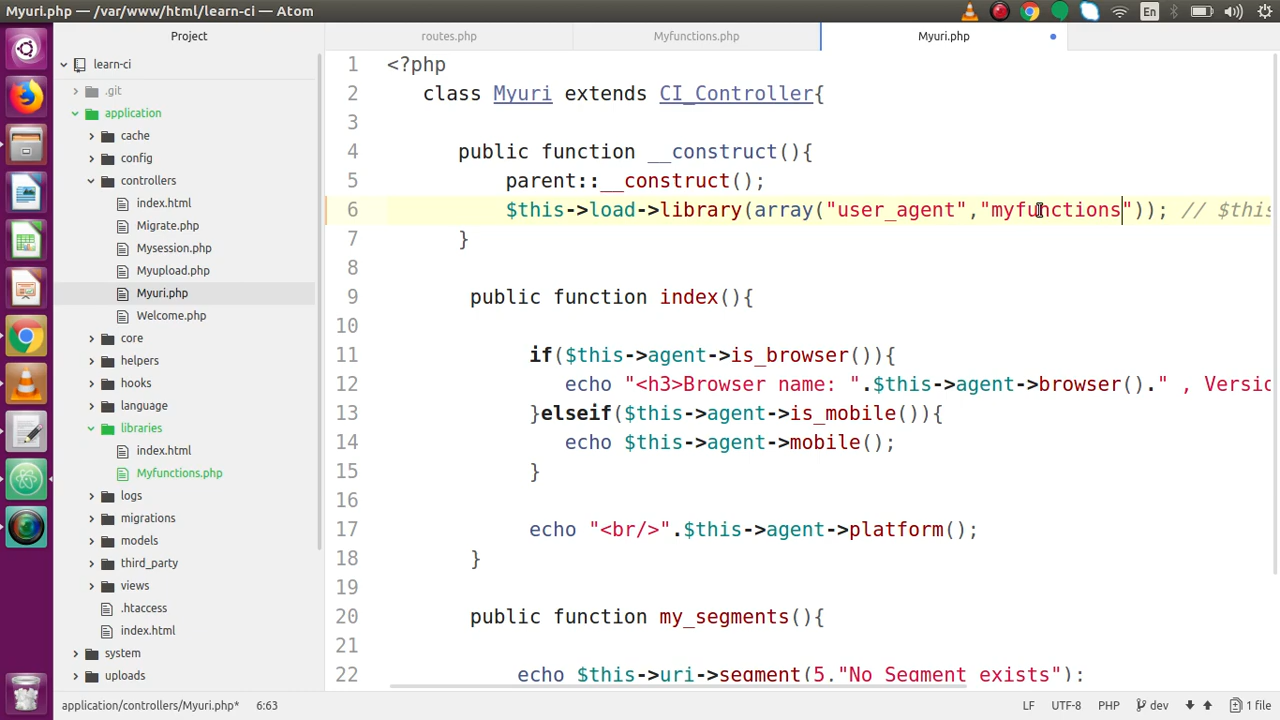 Myuri.php — /var/www/html/learn-ci — Atom
En
Project
routes.php
Myfunctions.php
Myuri.php
learn-ci
.git
application
cache
config
controllers
index.html
Migrate.php
Mysession.php
Myupload.php
Myuri.php
Welcome.php
core
helpers
hooks
language
libraries
index.html
Myfunctions.php
logs
migrations
models
third_party
views
.htaccess
index.html
system
uploads
1 <?php
2 class Myuri extends CI_Controller{
3
4 public function __construct(){
5 parent::__construct();
6 $this->load->library(array("user_agent","myfunctions")); // $this
7 }
8
9 public function index(){
10
11 if($this->agent->is_browser()){
12 echo "<h3>Browser name: ".$this->agent->browser()." , Versio
13 }elseif($this->agent->is_mobile()){
14 echo $this->agent->mobile();
15 }
16
17 echo "<br/>".$this->agent->platform();
18 }
19
20 public function my_segments(){
21
22 echo $this->uri->segment(5,"No Segment exists");
application/controllers/Myuri.php* 6:63
LF UTF-8 PHP dev 1 file